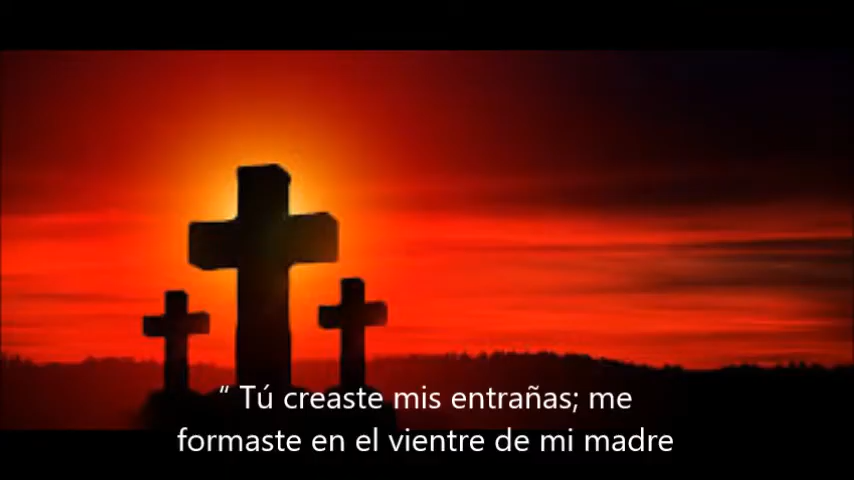 “ Tú creaste mis entrañas; me
formaste en el vientre de mi madre